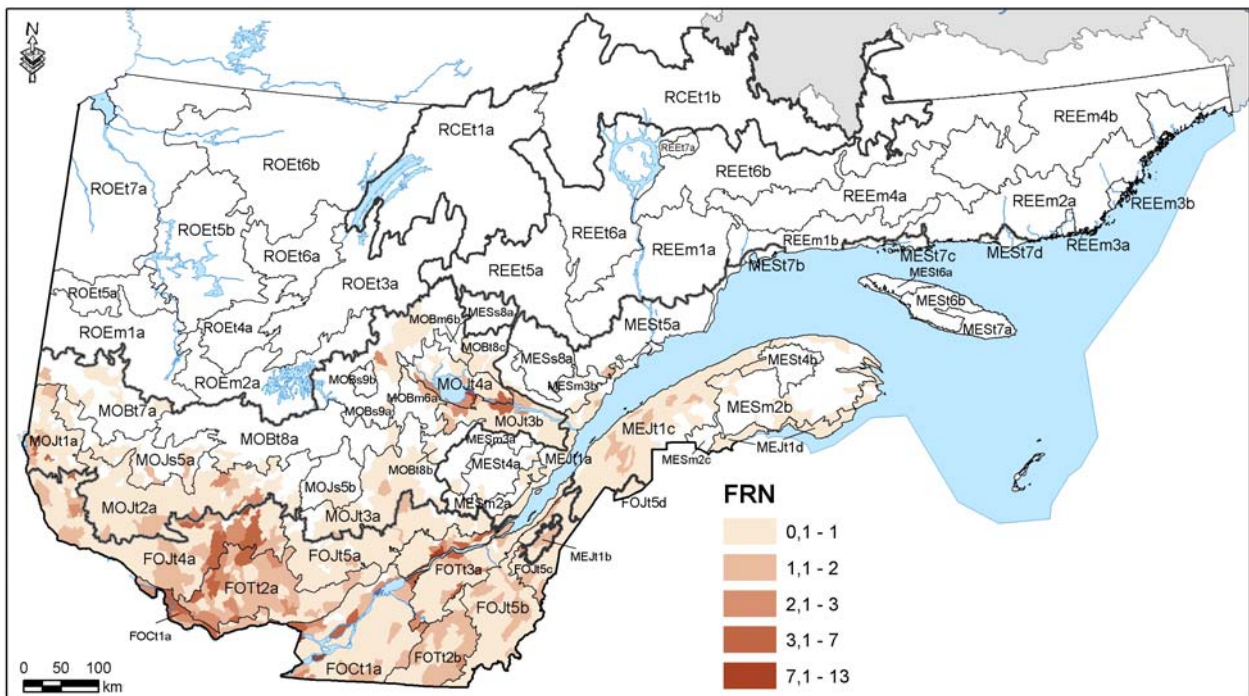 N
RCEt1b
RCEt1a
REEm4b
REEt7a
ROEt6b
REEt6b
ROEt7a
REEm4a
REEm2a
REEm3b
ROEt5b
REEt6a
REEm1a
REEm1b
REEm3a
ROEt6a
MESt7c
MESt7d
MESt7b
REEt5a
MESt6a
ROEt3a
ROEt5a
MESt6b
MOBm6b
MESs8a
MESt5a
MESt7a
ROEm1a
ROEt4a
MOBt8c
MESs8a
MESt4b
ROEm2a
MOBs9b
MOJt4a
MESm3b
MOBm6a
MESm2b
MOBt7a
MOBs9a
MOJt3b
MEJt1c
MOJt1a
MOBt8a
MESm3a
MEJt1d
MOJs5a
MEJt1a
MESm2c
MESt4a
MOBt8b
MOJs5b
FOJt5d
MOJt2a
MESm2a
MOJt3a
MEJt1b
FOJt4a
FOJt5a
FOTt3a
FOJt5c
FOTt2a
FOJt5b
FOCt1a
FOTt2b
FOCt1a
0 50 100
km
FRN
0,1 - 1
1,1 - 2
2,1 - 3
3,1 - 7
7,1 - 13